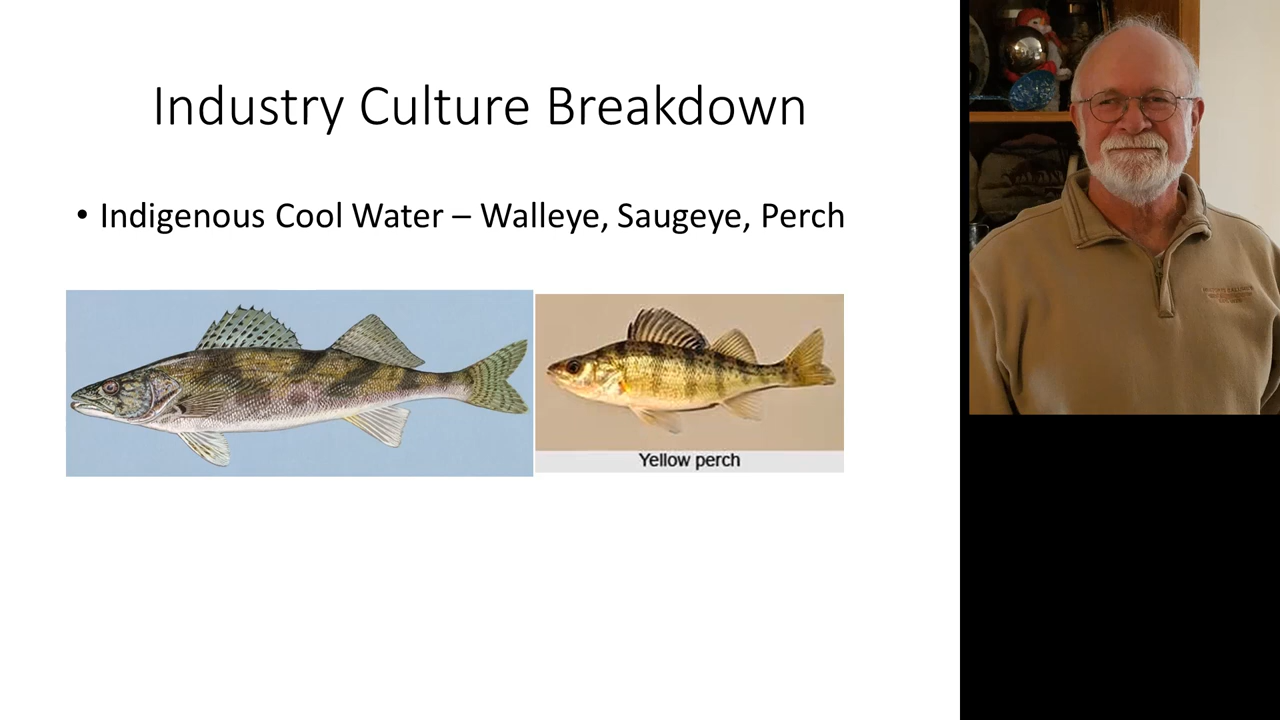 Industry Culture Breakdown
• Indigenous Cool Water – Walleye, Saugeye, Perch
Yellow perch